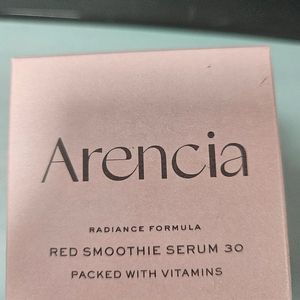 Arencia
RADIANCE FORMULA
RED SMOOTHIE SERUM 30
PACKED WITH VITAMINS